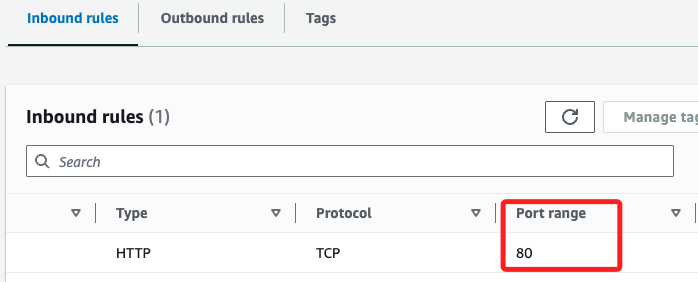 Inbound rules
Outbound rules
Tags
Inbound rules (1)
Manage tag
Search
Type
Protocol
Port range
HTTP
TCP
80